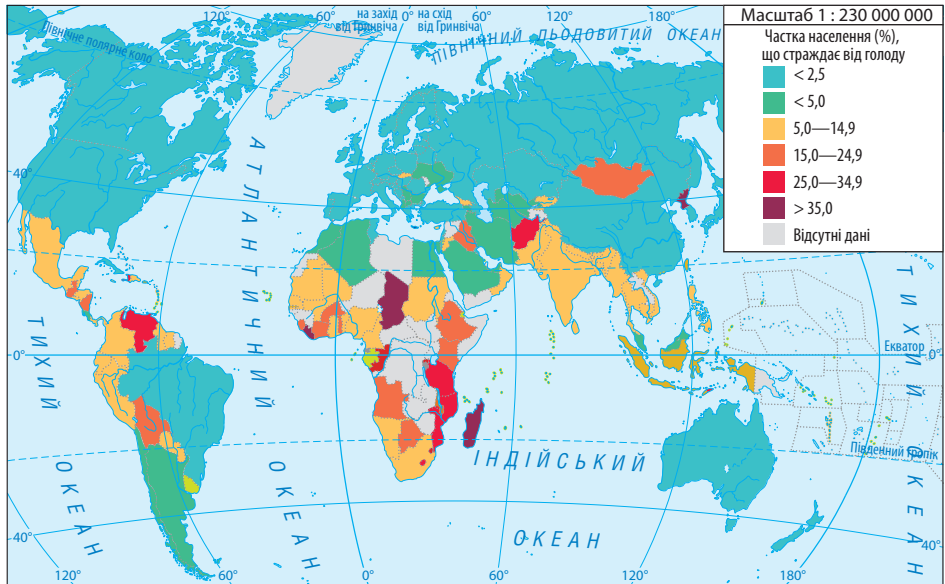 120°
60°
на захід 0° на схід
від Гринвіча від Гринвіча
60°
120°
180°
Масштаб 1 : 230 000 000
Частка населення (%),
що страждає від голоду
< 2,5
< 5,0
5,0—14,9
15,0—24,9
25,0—34,9
> 35,0
Відсутні дані
Північне полярне коло
ПІВНІЧНИЙ ЛЬОДОВИТИЙ ОКЕАН
40°
40°
АТЛАНТИЧНИЙ
ОКЕАН
ТИХИЙ
ОКЕАН
ТИХИЙ
ОКЕАН
0°
Екватор
0°
Південний тропік
ІНДІЙСЬКИЙ
ОКЕАН
40°
40°
120°
60°
0°
60°
120°
180°